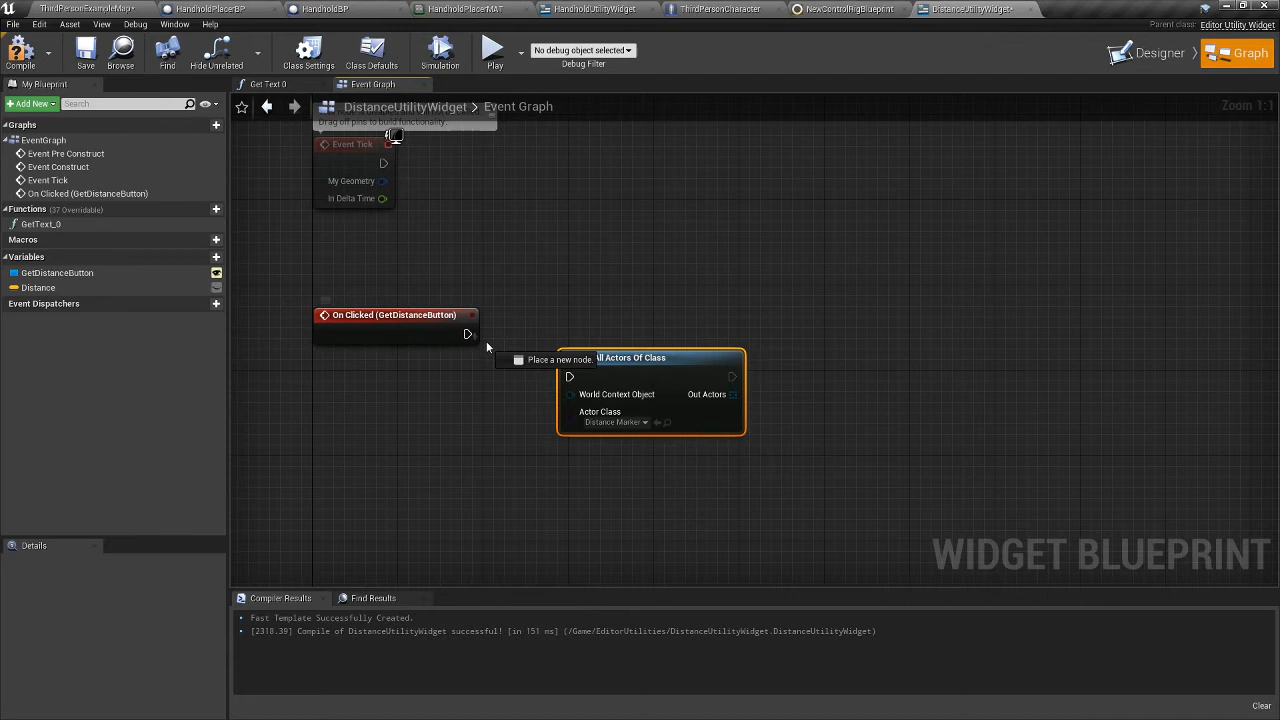 ThirdPersonExampleMap*
HandholdPlacerBP
HandholdBP
HandholdPlacerMAT
HandholdUtilityWidget
ThirdPersonCharacter
NewControlRigBlueprint
DistanceUtilityWidget*
File Edit Asset View Debug Window Help
Parent class: Editor Utility Widget
Compile
Save
Browse
Find
Hide Unrelated
Class Settings
Class Defaults
Simulation
Play
No debug object selected
Debug Filter
Designer
Graph
My Blueprint
Get Text 0
Event Graph
Add New
Search
DistanceUtilityWidget > Event Graph
Zoom 1:1
Graphs
EventGraph
Event Pre Construct
Event Construct
Event Tick
On Clicked (GetDistanceButton)
Functions (37 Overridable)
GetText_0
Macros
Variables
GetDistanceButton
Distance
Event Dispatchers
Drag off pins to build functionality.
Event Tick
My Geometry
In Delta Time
On Clicked (GetDistanceButton)
Place a new node.
All Actors Of Class
World Context Object
Out Actors
Actor Class
Distance Marker
WIDGET BLUEPRINT
Details
Compiler Results
Find Results
Fast Template Successfully Created.
[2318.39] Compile of DistanceUtilityWidget successful! [in 151 ms] (/Game/EditorUtilities/DistanceUtilityWidget.DistanceUtilityWidget)
Clear